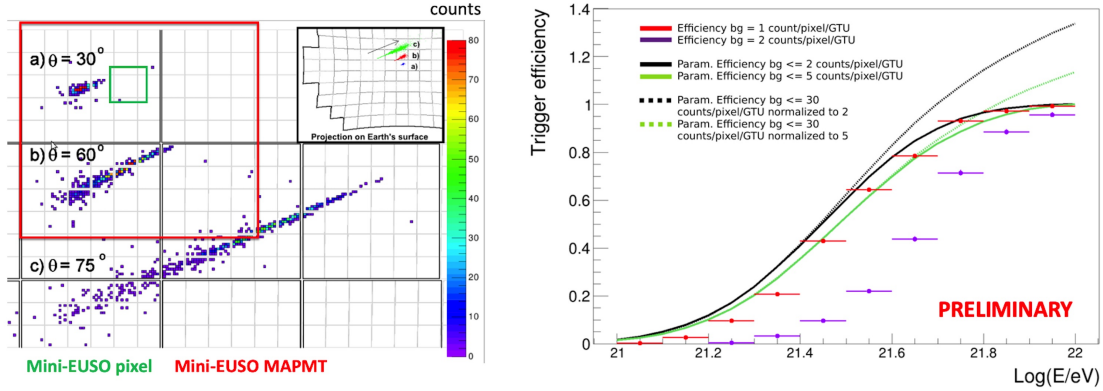 counts
a) θ = 30°
b) θ = 60°
c) θ = 75°
c)
b)
a)
Projection on Earth's surface
80
70
60
50
40
30
20
10
0
Mini-EUSO pixel
Mini-EUSO MAPMT
Trigger efficiency
1.4
1.2
1
0.8
0.6
0.4
0.2
0
Efficiency bg = 1 count/pixel/GTU
Efficiency bg = 2 counts/pixel/GTU
Param. Efficiency bg <= 2 counts/pixel/GTU
Param. Efficiency bg <= 5 counts/pixel/GTU
Param. Efficiency bg <= 30
counts/pixel/GTU normalized to 2
Param. Efficiency bg <= 30
counts/pixel/GTU normalized to 5
PRELIMINARY
21
21.2
21.4
21.6
21.8
22
Log(E/eV)